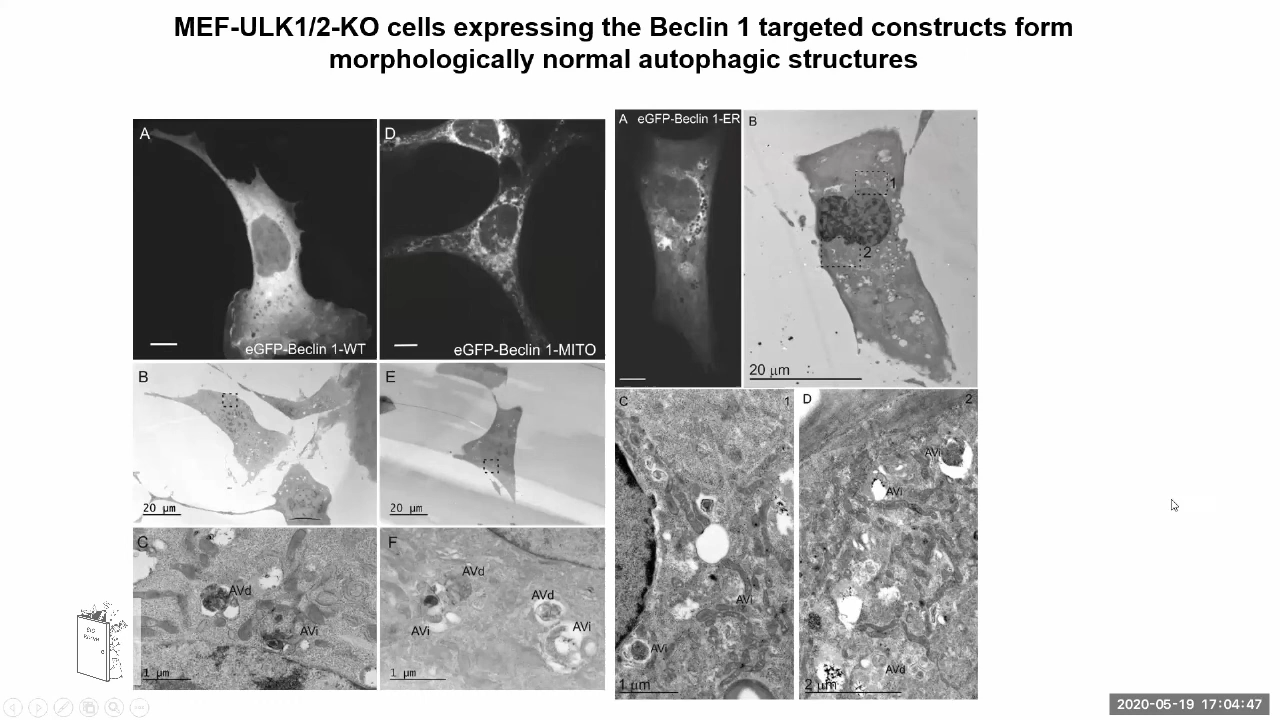 MEF-ULK1/2-KO cells expressing the Beclin 1 targeted constructs form
morphologically normal autophagic structures
A
eGFP-Beclin 1-WT
D
eGFP-Beclin 1-MITO
B
20 µm
E
20 µm
C
AVd
AVi
1 µm
F
AVd
AVd
AVi
AVi
1 µm
A eGFP-Beclin 1-ER
B
1
2
20 µm
C
1
AVi
AVi
1 µm
D
2
AVi
AVi
AVd
2 µm
2020-05-19 17:04:47